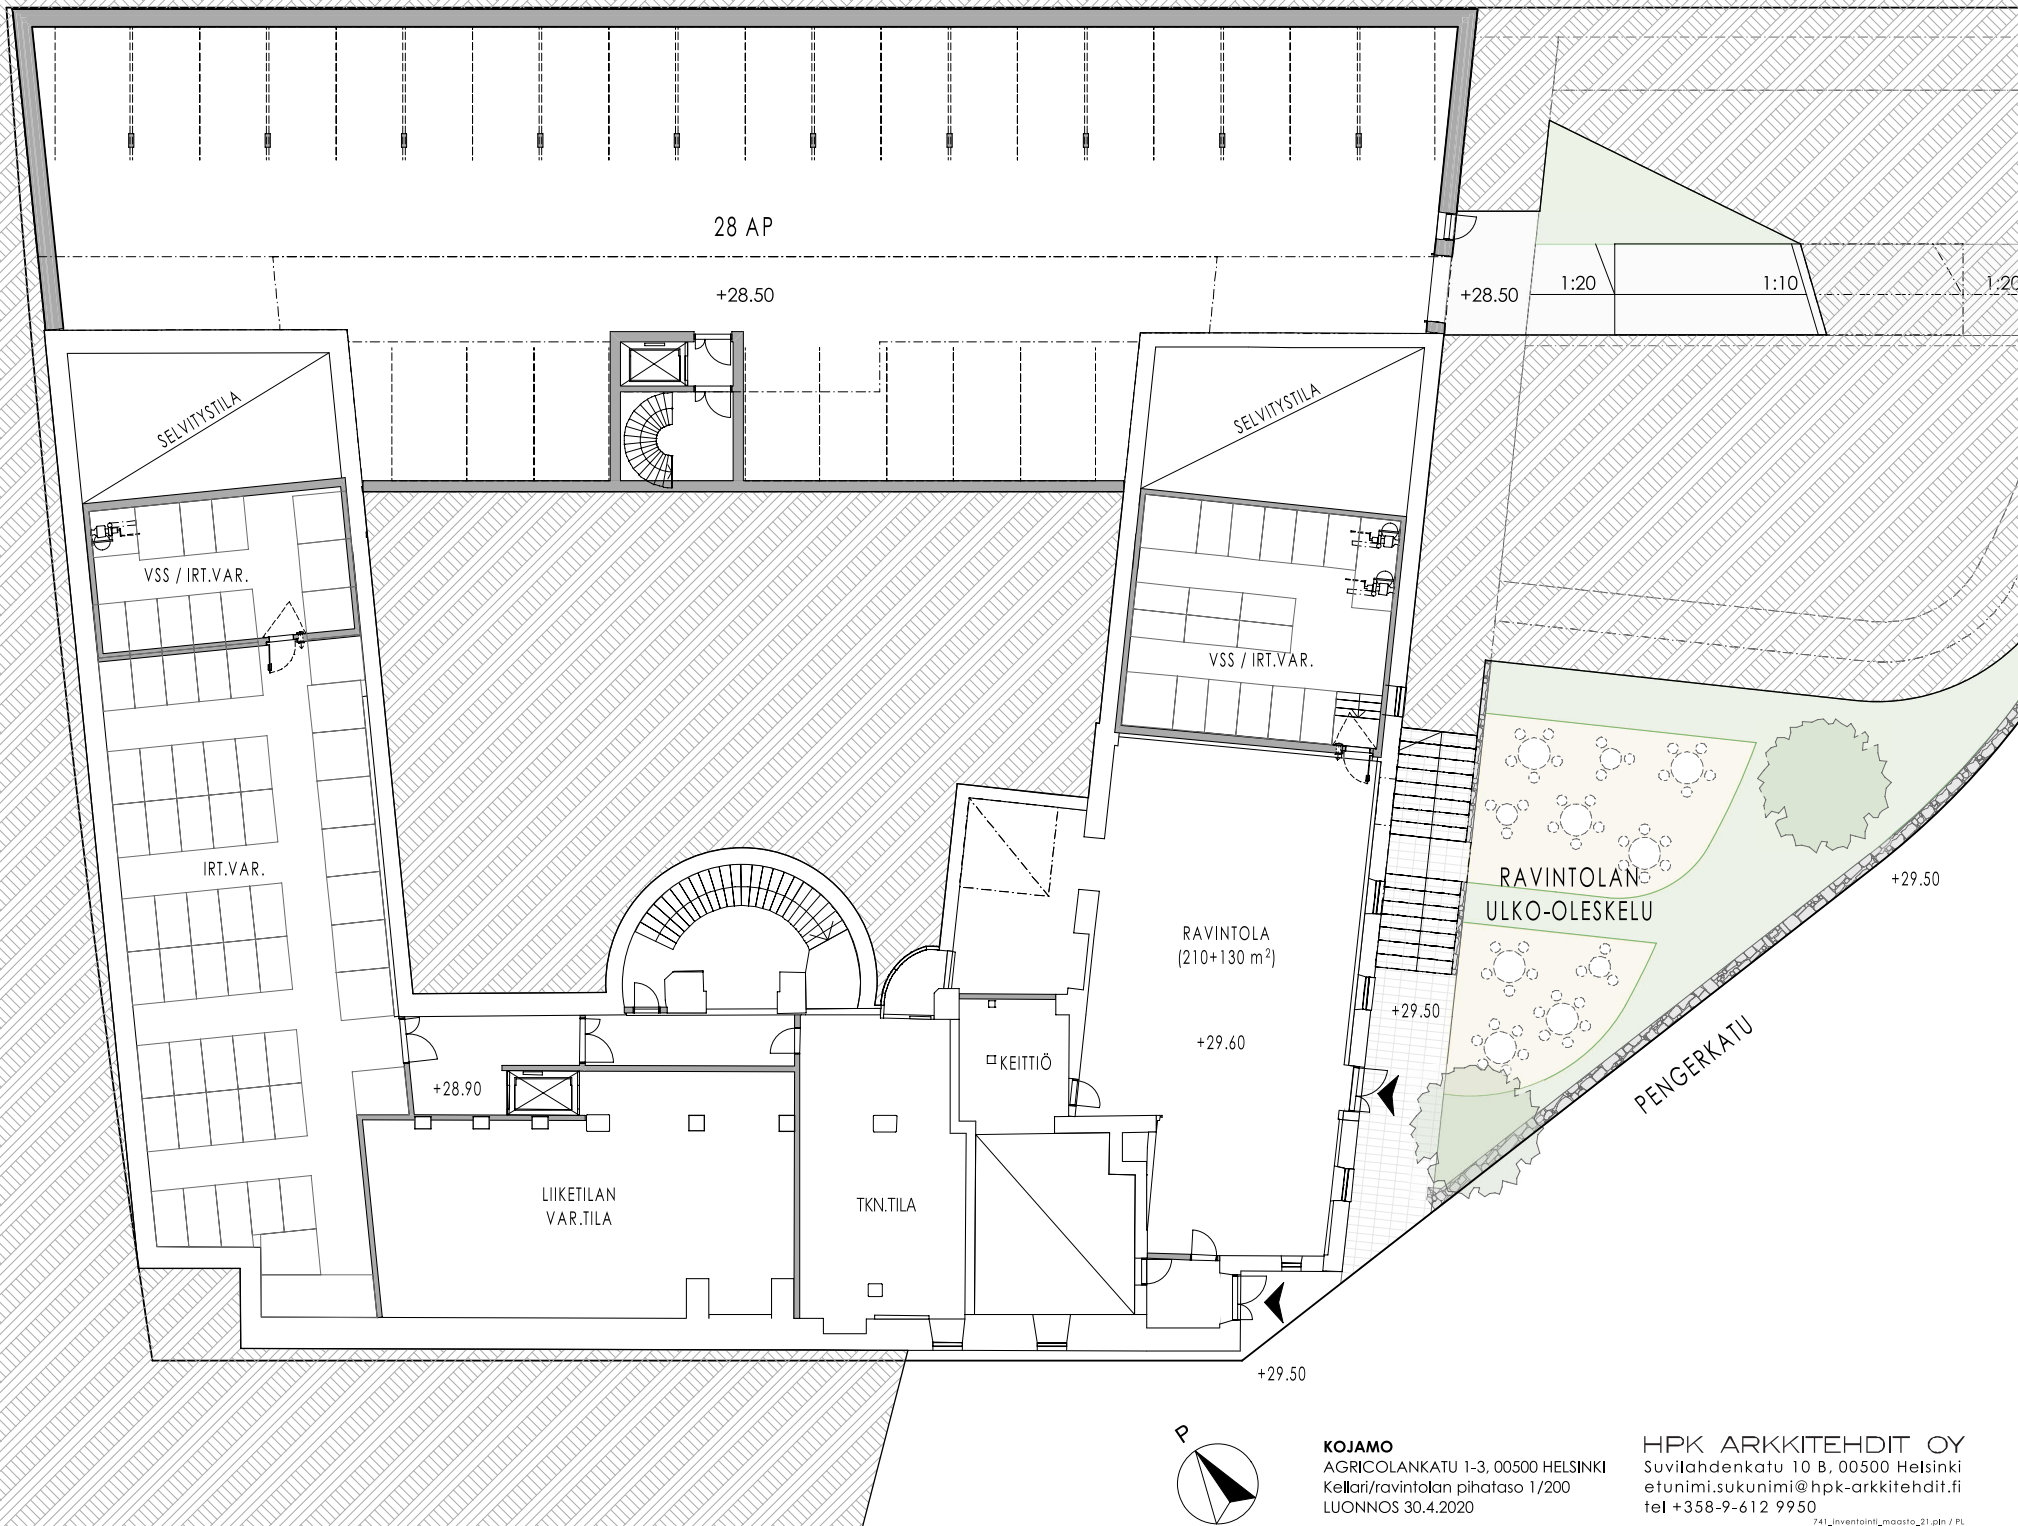 28 AP
+28.50
+28.50
1:20
1:10
1:20
SELVITYSTILA
SELVITYSTILA
VSS / IRT.VAR.
VSS / IRT.VAR.
IRT.VAR.
RAVINTOLAN
ULKO-OLESKELU
+29.50
RAVINTOLA
(210+130 m²)
+29.50
+29.60
KEITTIÖ
PENGERKATU
+28.90
LIIKETILAN
VAR.TILA
TKN.TILA
+29.50
P
KOJAMO
AGRICOLANKATU 1-3, 00500 HELSINKI
Kellari/ravintolan pihataso 1/200
LUONNOS 30.4.2020
HPK ARKKITEHDIT OY
Suvilahdenkatu 10 B, 00500 Helsinki
etunimi.sukunimi@hpk-arkkitehdit.fi
tel +358-9-612 9950
741_inventointi_maasto_21.pln / PL